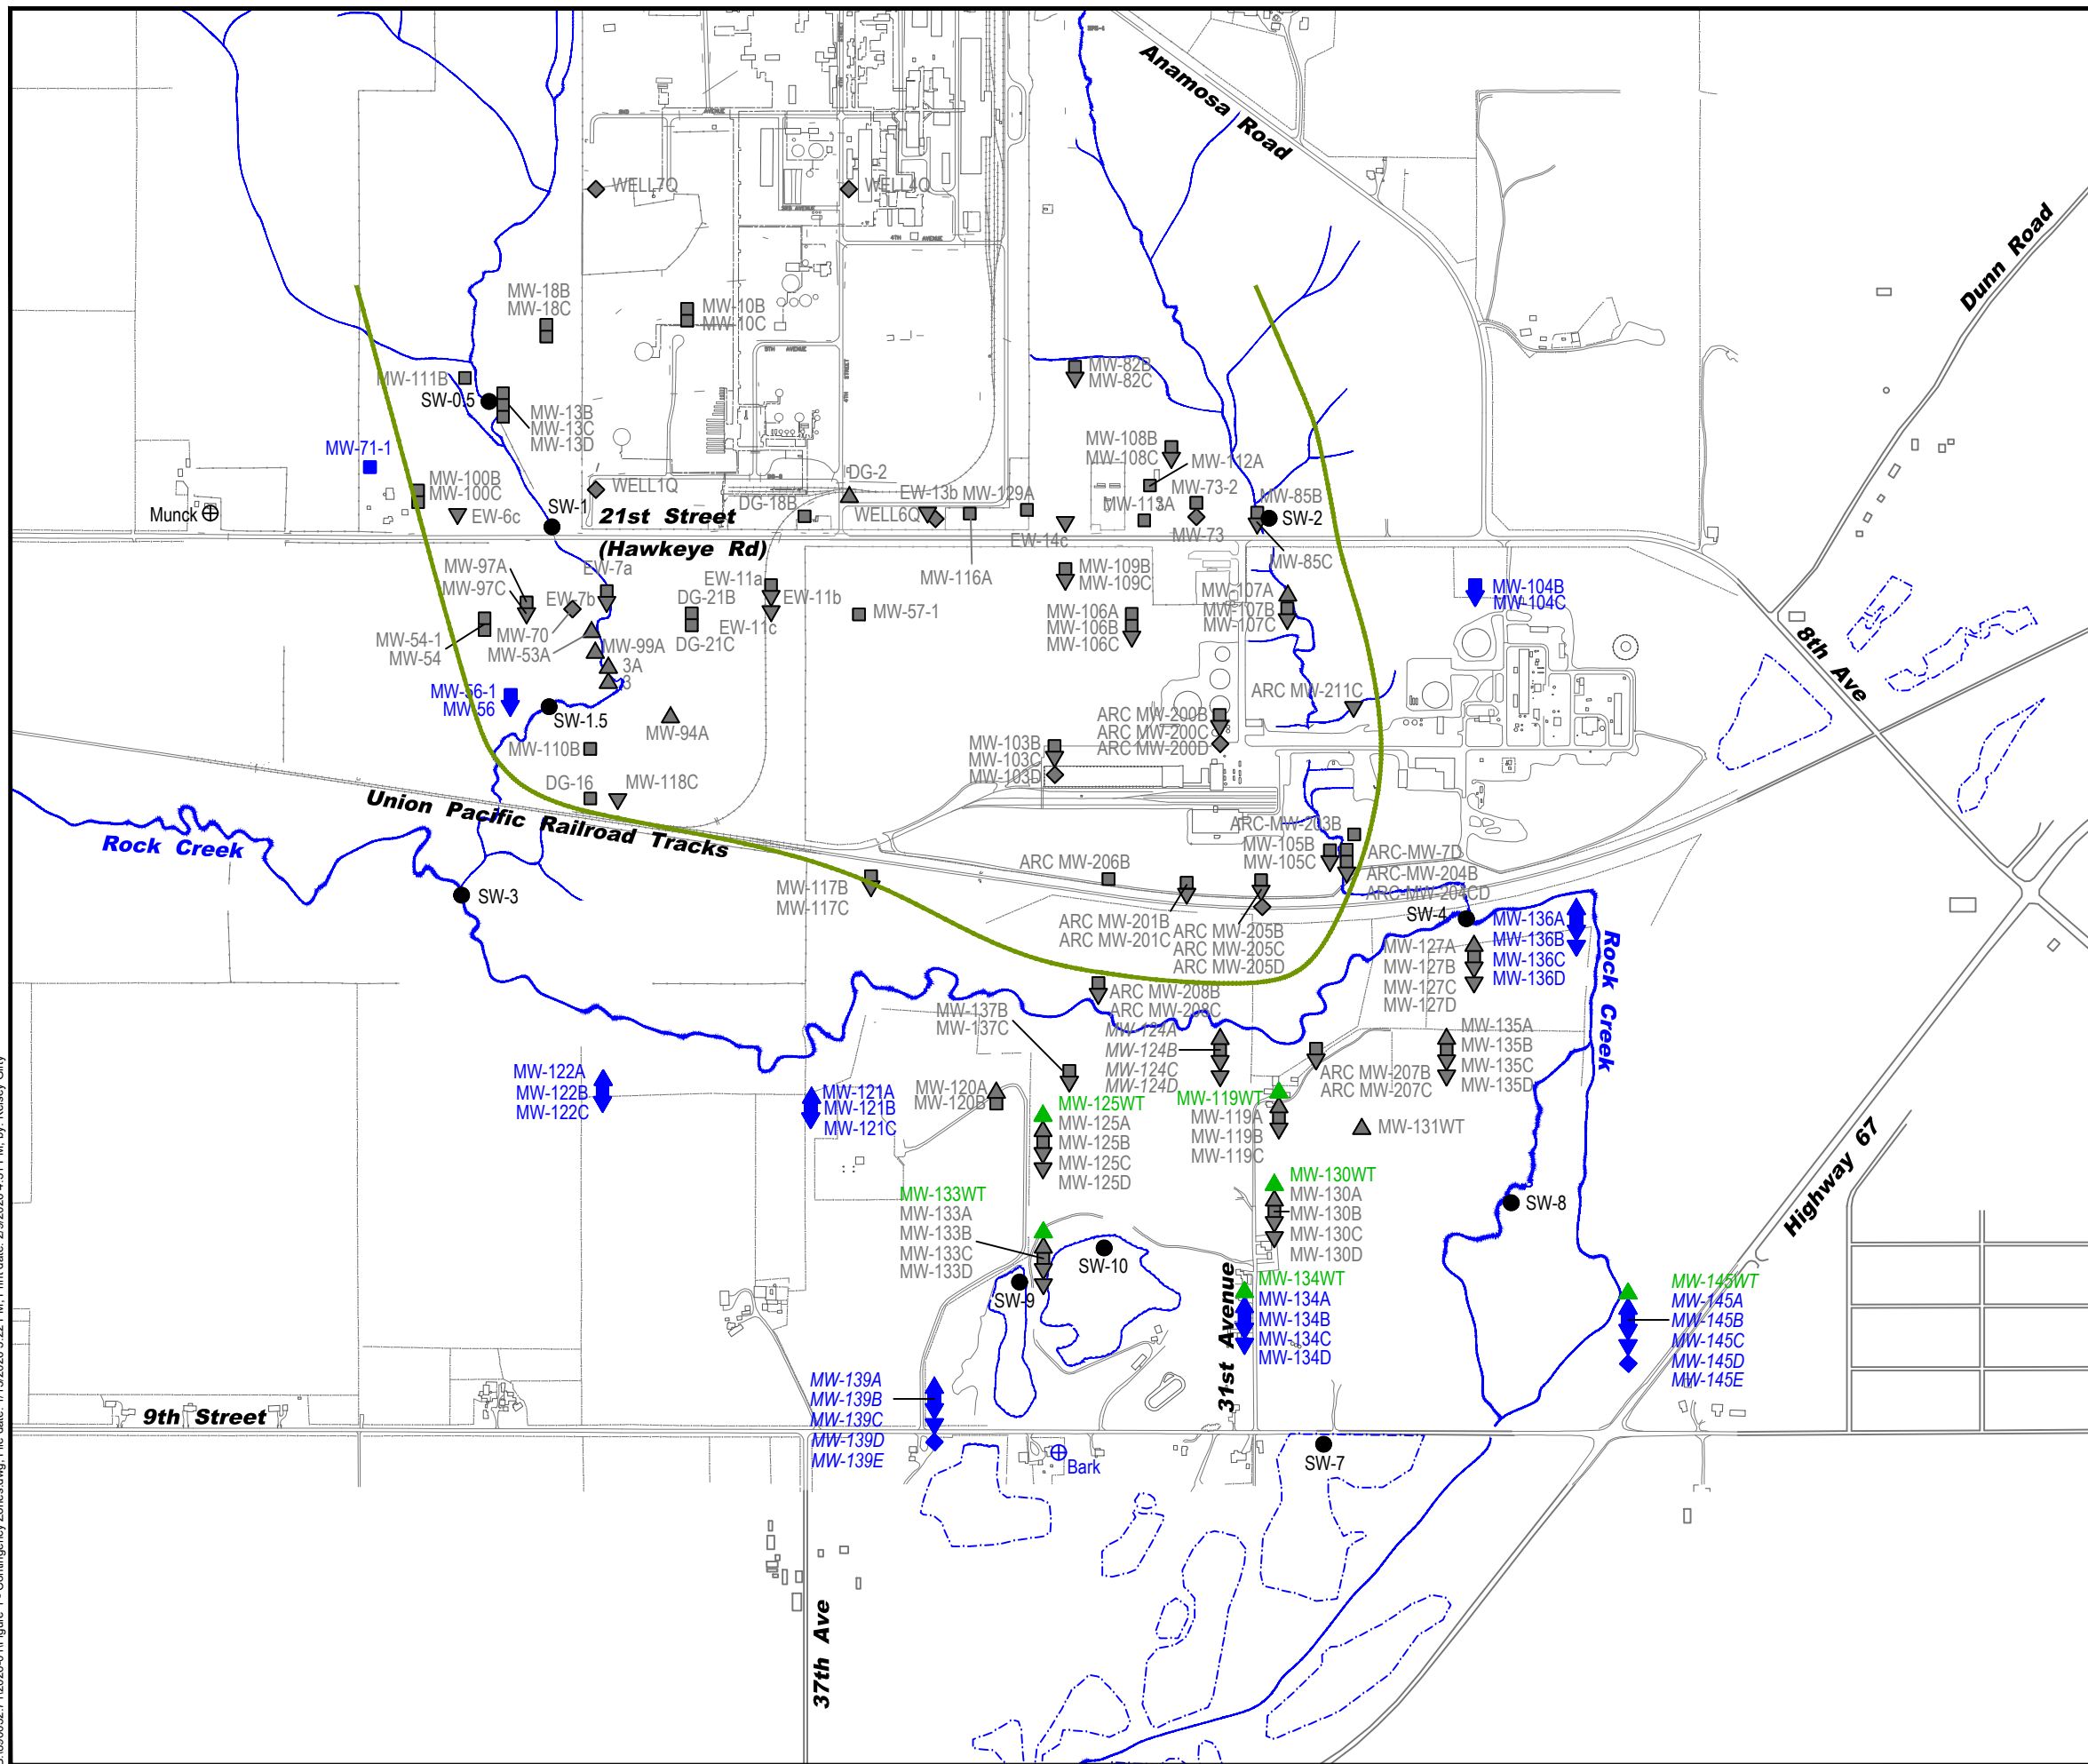 Anamosa Road
Dunn Road
2ND AVENUE
3RD AVENUE
4TH AVENUE
WELL7Q
WELL4Q
MW-18B
MW-18C
MW-10B
MW-10C
5TH AVENUE
4TH STREET
MW-82B
MW-82C
MW-111B
SW-0.5
MW-13B
MW-13C
MW-13D
MW-71-1
MW-108B
MW-108C
MW-112A
MW-100B
MW-100C
Munck
EW-6c
SW-1
WELL1Q
21st Street
(Hawkeye Rd)
DG-2
DG-18B
EW-13b
MW-129A
WELL6Q
EW-14c
MW-73-2
MW-113A
MW-73
MW-85B
SW-2
MW-85C
MW-97A
MW-97C
EW-7a
EW-7b
EW-11a
EW-11b
EW-11c
DG-21B
DG-21C
MW-116A
MW-57-1
MW-109B
MW-109C
MW-106A
MW-106B
MW-106C
MW-107A
MW-107B
MW-107C
MW-104B
MW-104C
8th Ave
MW-54-1
MW-54
MW-70
MW-53A
MW-99A
3A
3
MW-56-1
MW-56
SW-1.5
MW-94A
MW-110B
ARC MW-211C
ARC MW-200B
ARC MW-200C
ARC MW-200D
MW-103B
MW-103C
MW-103D
DG-16
MW-118C
Union Pacific Railroad Tracks
Rock Creek
ARC-MW-203B
MW-105B
MW-105C
ARC-MW-7D
ARC-MW-204B
ARC-MW-204CD
ARC MW-206B
MW-117B
MW-117C
SW-3
ARC MW-201B
ARC MW-201C
ARC MW-205B
ARC MW-205C
ARC MW-205D
SW-4
MW-136A
MW-136B
MW-136C
MW-136D
Rock Creek
MW-127A
MW-127B
MW-127C
MW-127D
ARC MW-208B
ARC MW-208C
MW-137B
MW-137C
MW-124A
MW-124B
MW-124C
MW-124D
MW-135A
MW-135B
MW-135C
MW-135D
ARC MW-207B
ARC MW-207C
MW-122A
MW-122B
MW-122C
MW-121A
MW-121B
MW-121C
MW-120A
MW-120B
MW-125WT
MW-125A
MW-125B
MW-125C
MW-125D
MW-119WT
MW-119A
MW-119B
MW-119C
MW-131WT
Highway 67
MW-133WT
MW-133A
MW-133B
MW-133C
MW-133D
MW-130WT
MW-130A
MW-130B
MW-130C
MW-130D
SW-8
SW-10
SW-9
31st Avenue
MW-134WT
MW-134A
MW-134B
MW-134C
MW-134D
MW-145WT
MW-145A
MW-145B
MW-145C
MW-145D
MW-145E
MW-139A
MW-139B
MW-139C
MW-139D
MW-139E
9th Street
Bark
SW-7
37th Ave